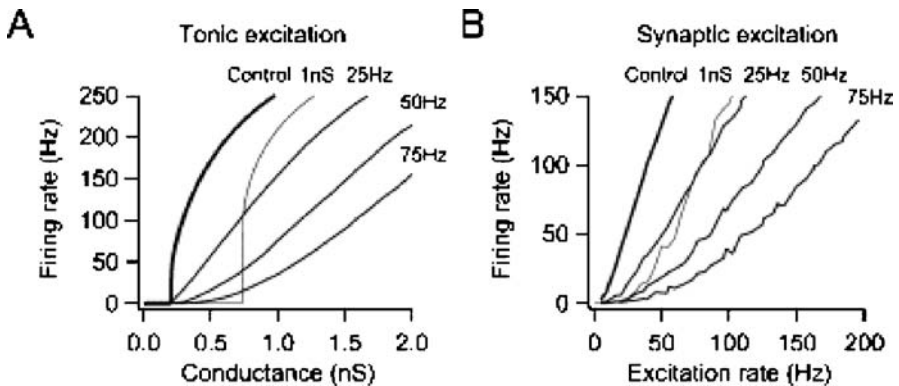 A
Tonic excitation
Control 1nS 25Hz
50Hz
75Hz
250
200
150
100
50
0
Firing rate (Hz)
0.0 0.5 1.0 1.5 2.0
Conductance (nS)
B
Synaptic excitation
Control 1nS 25Hz 50Hz
75Hz
150
100
50
0
Firing rate (Hz)
0 50 100 150 200
Excitation rate (Hz)